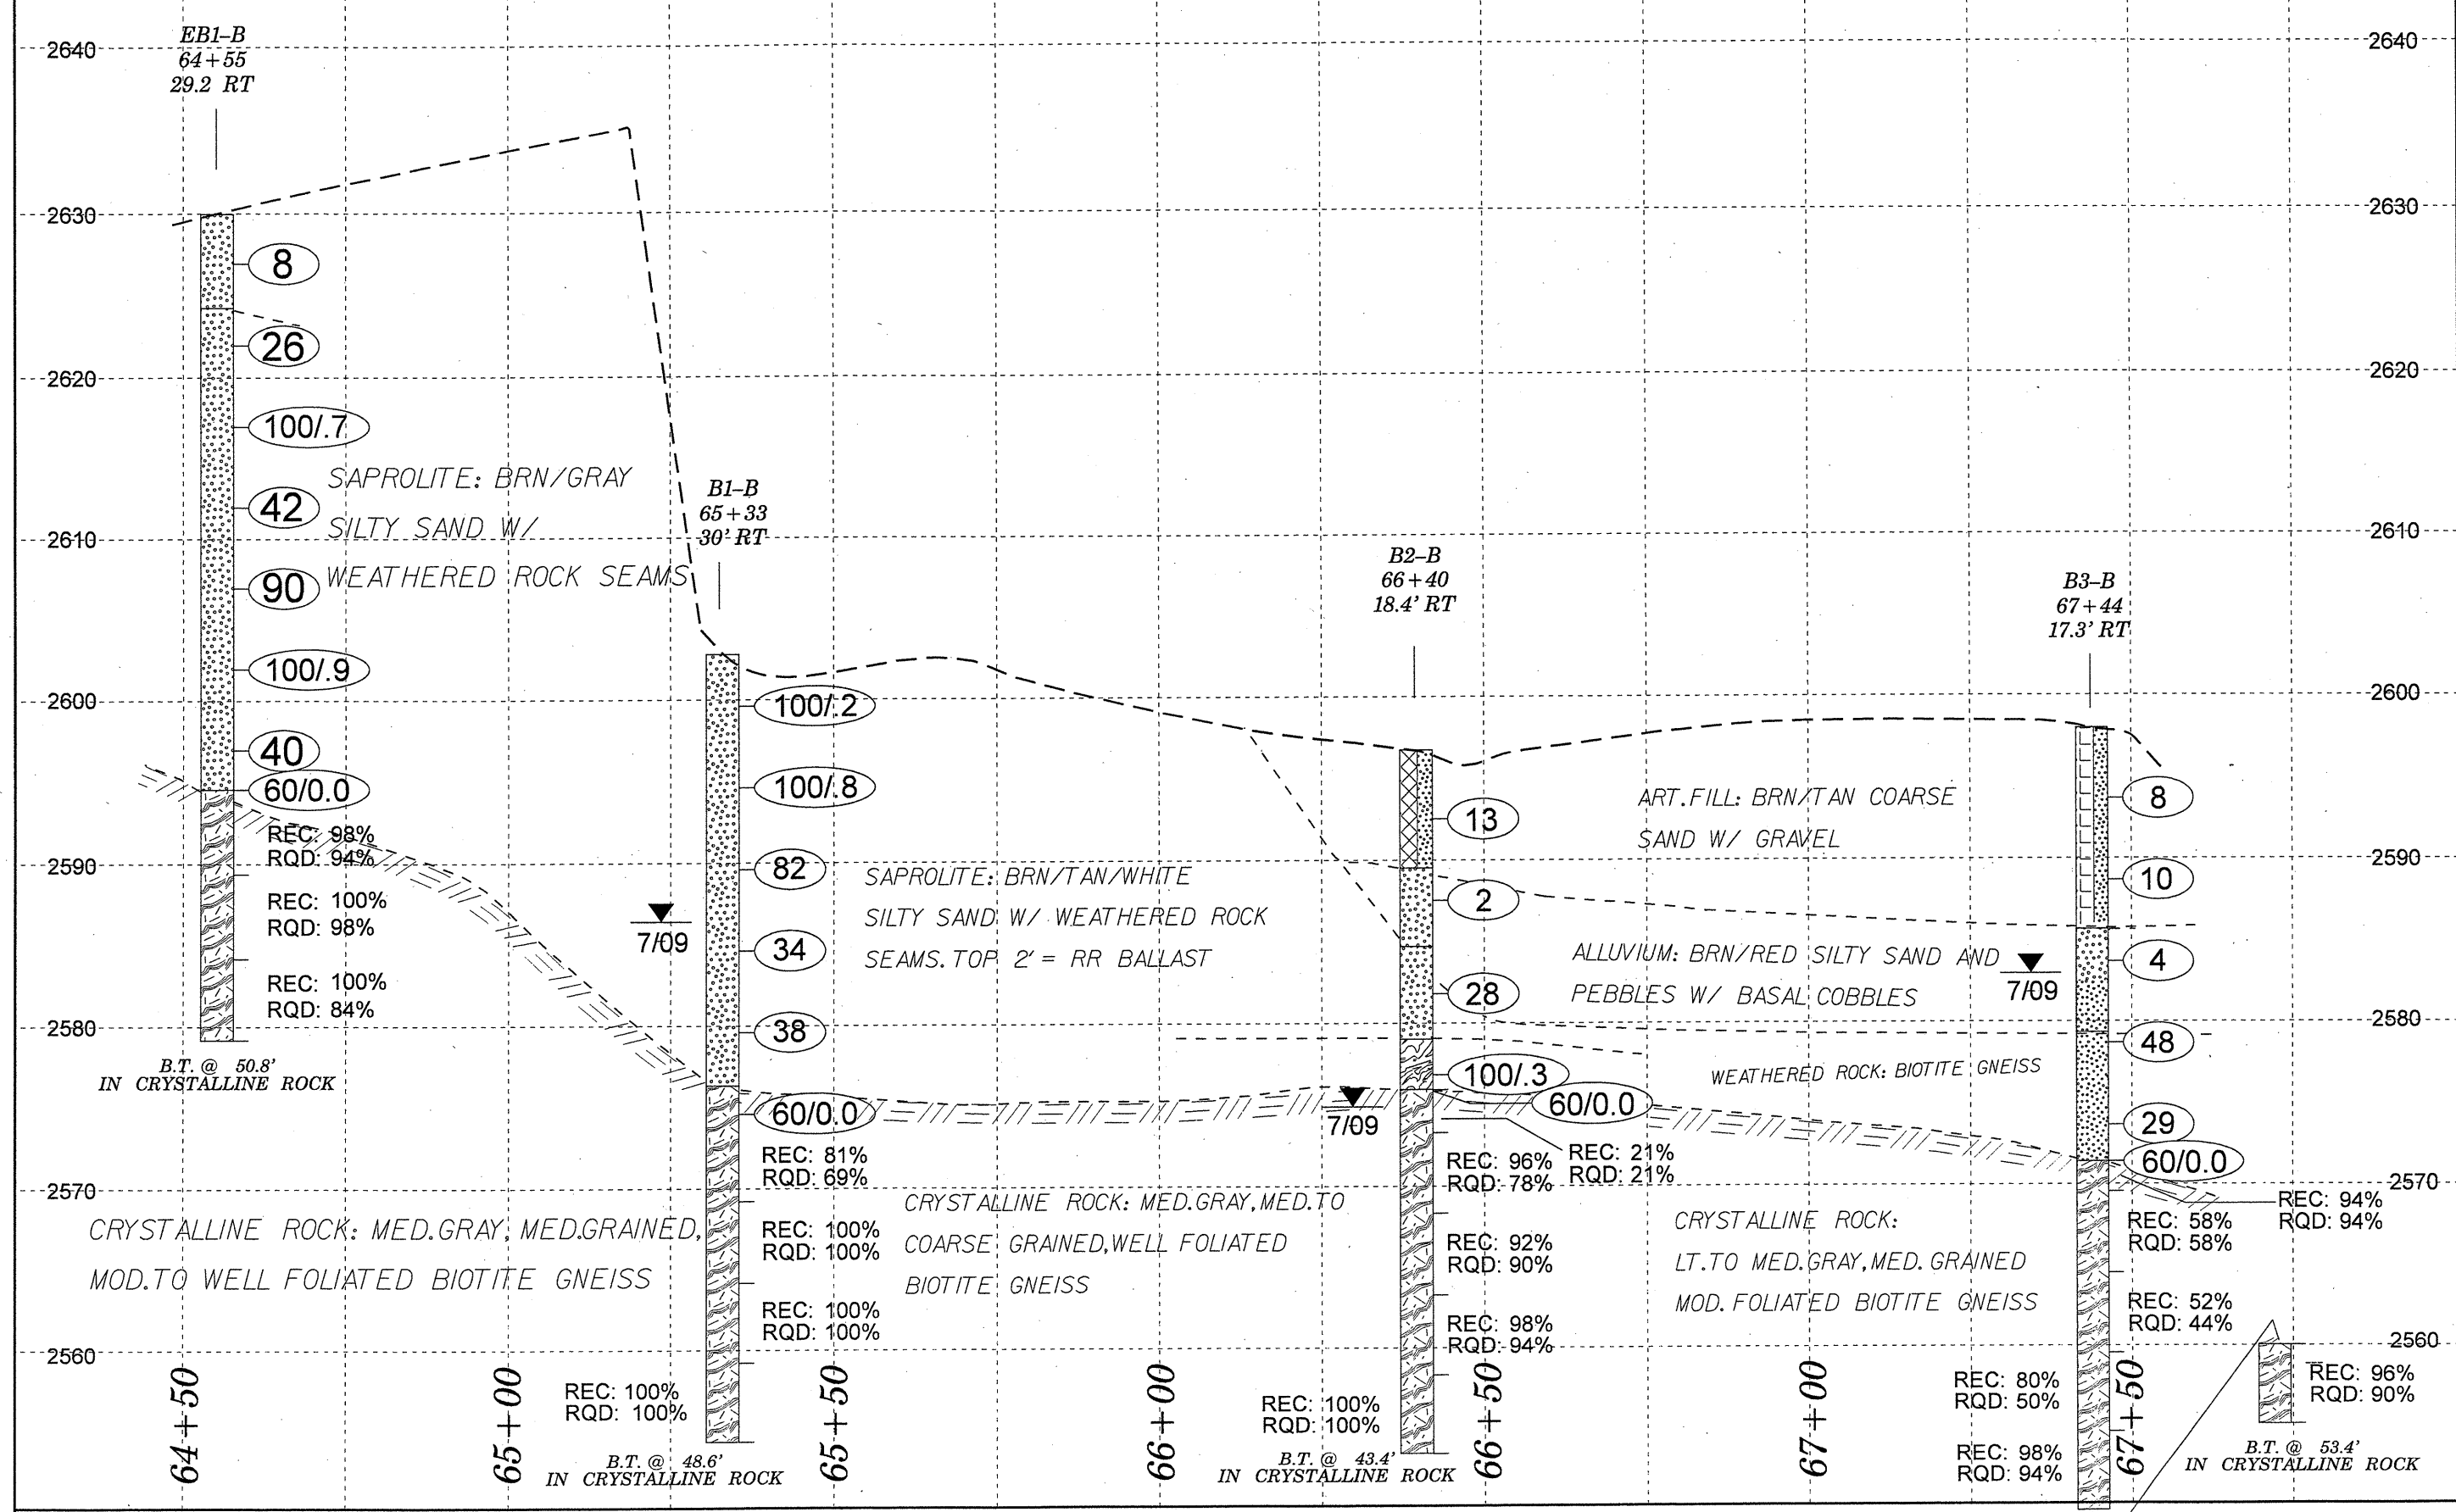 EB1-B
64+55
29.2 RT
2640
2640
2630
2630
8
26
2620
2620
100/.7
SAPROLITE: BRN/GRAY
SILTY SAND W/
WEATHERED ROCK SEAMS
42
90
100/.9
40
60/0.0
REC: 98%
RQD: 94%
REC: 100%
RQD: 98%
REC: 100%
RQD: 84%
B.T. @ 50.8'
IN CRYSTALLINE ROCK
2610
2610
B1-B
65+33
30' RT
B2-B
66+40
18.4' RT
B3-B
67+44
17.3' RT
2600
2600
100/.2
100/.8
82
34
38
60/0.0
7/09
SAPROLITE: BRN/TAN/WHITE
SILTY SAND W/ WEATHERED ROCK
SEAMS. TOP 2' = RR BALLAST
13
2
28
100/.3
60/0.0
7/09
ART. FILL: BRN/TAN COARSE
SAND W/ GRAVEL
2590
2590
ALLUVIUM: BRN/RED SILTY SAND AND
PEBBLES W/ BASAL COBBLES
8
10
4
48
29
60/0.0
7/09
2580
2580
WEATHERED ROCK: BIOTITE GNEISS
2570
2570
CRYSTALLINE ROCK: MED. GRAY, MED. GRAINED,
MOD. TO WELL FOLIATED BIOTITE GNEISS
REC: 81%
RQD: 69%
REC: 100%
RQD: 100%
REC: 100%
RQD: 100%
REC: 100%
RQD: 100%
B.T. @ 48.6'
IN CRYSTALLINE ROCK
CRYSTALLINE ROCK: MED. GRAY, MED. TO
COARSE GRAINED, WELL FOLIATED
BIOTITE GNEISS
REC: 21%
RQD: 21%
REC: 96%
RQD: 78%
REC: 92%
RQD: 90%
REC: 98%
RQD: 94%
REC: 100%
RQD: 100%
B.T. @ 43.4'
IN CRYSTALLINE ROCK
CRYSTALLINE ROCK:
LT. TO MED. GRAY, MED. GRAINED
MOD. FOLIATED BIOTITE GNEISS
REC: 94%
RQD: 94%
REC: 58%
RQD: 58%
REC: 52%
RQD: 44%
REC: 80%
RQD: 50%
REC: 98%
RQD: 94%
REC: 96%
RQD: 90%
B.T. @ 53.4'
IN CRYSTALLINE ROCK
2560
2560
64+50
65+00
65+50
66+00
66+50
67+00
67+50